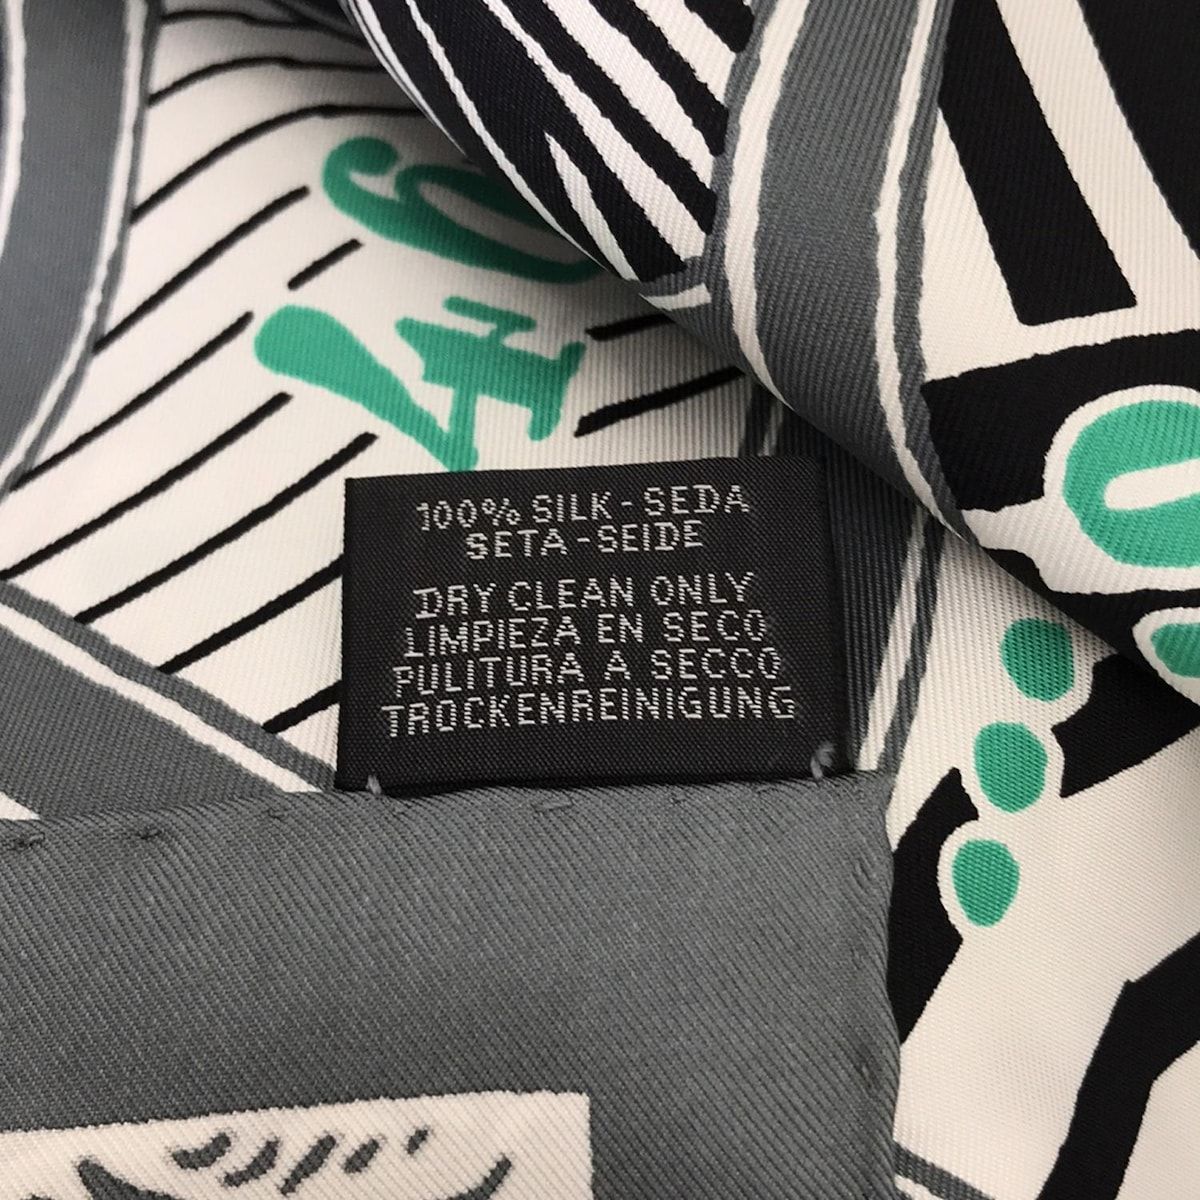 100% SILK - SEDA
SETA - SEIDE
DRY CLEAN ONLY
LIMPIEZA EN SECO
PULITURA A SECCO
TROCKENREINIGUNG